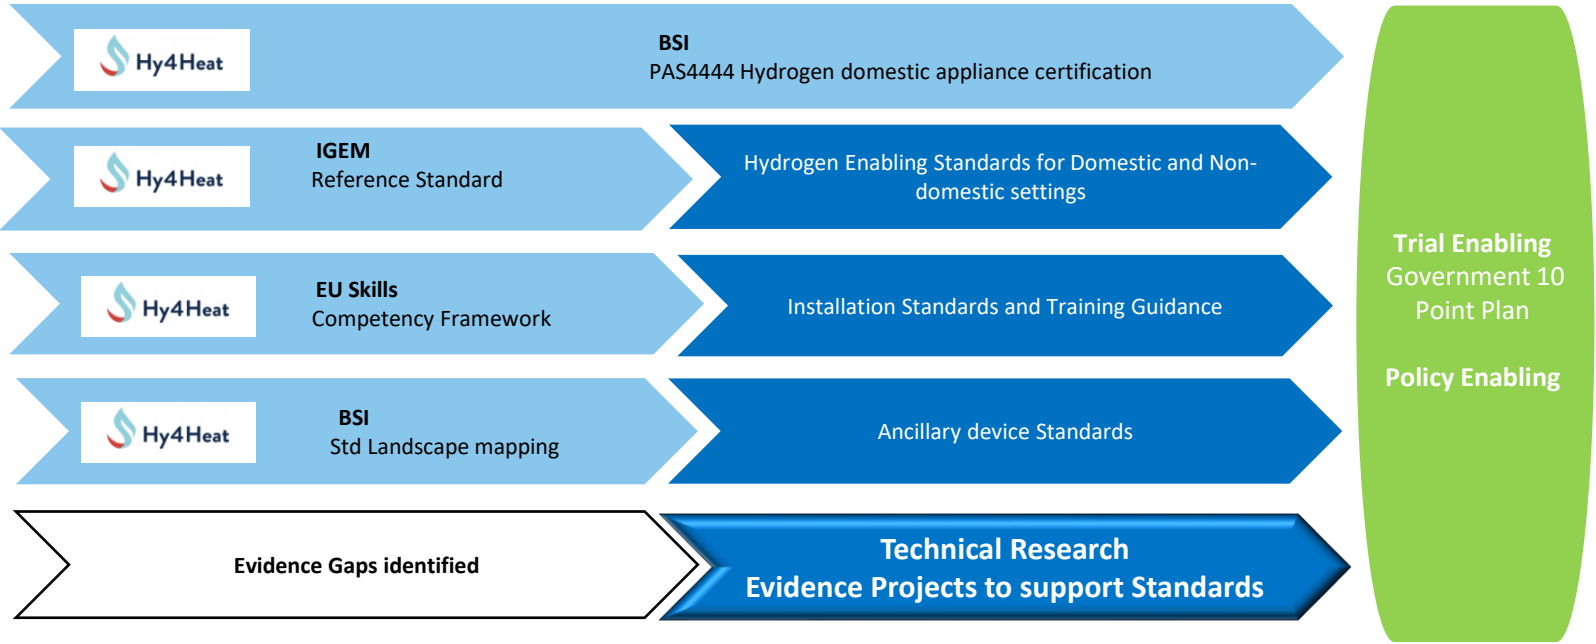 Hy4Heat
BSI
PAS4444 Hydrogen domestic appliance certification
Hy4Heat
IGEM
Reference Standard
Hydrogen Enabling Standards for Domestic and Non-
domestic settings
Hy4Heat
EU Skills
Competency Framework
Installation Standards and Training Guidance
Hy4Heat
BSI
Std Landscape mapping
Ancillary device Standards
Evidence Gaps identified
Technical Research
Evidence Projects to support Standards
Trial Enabling
Government 10
Point Plan
Policy Enabling